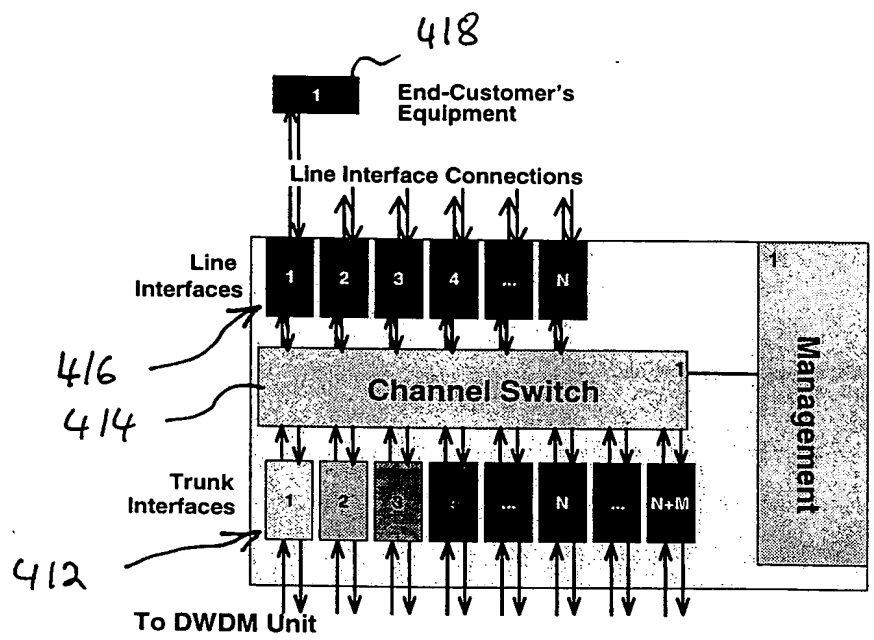 418
1
End-Customer's
Equipment
Line Interface Connections
Line
Interfaces
1 2 3 4 ... N
1
Management
416
414
Channel Switch 1
Trunk
Interfaces
1 2 3 ... N ... N+M
412
To DWDM Unit